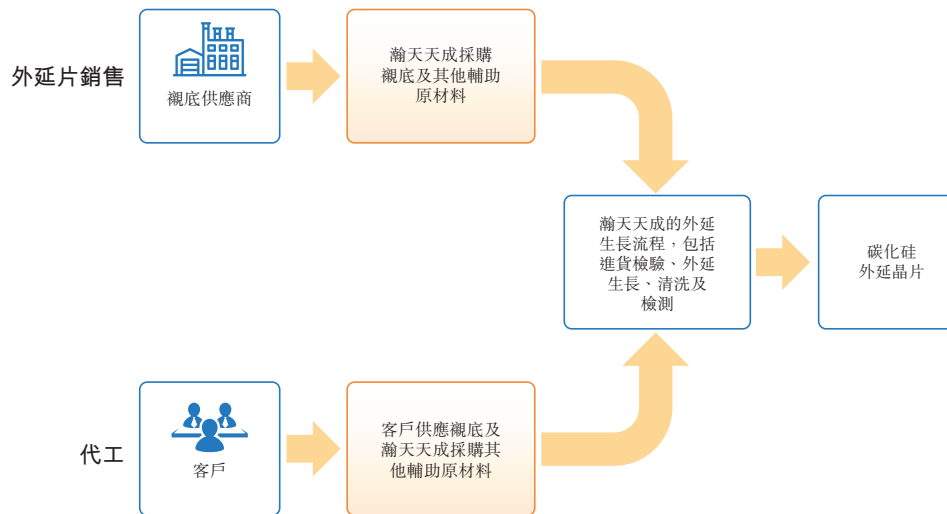 外延片銷售
襯底供應商
瀚天天成採購
襯底及其他輔助
原材料
瀚天天成的外延
生長流程，包括
進貨檢驗、外延
生長、清洗及
檢測
碳化硅
外延晶片
代工
客戶
客戶供應襯底及
瀚天天成採購其
他輔助原材料